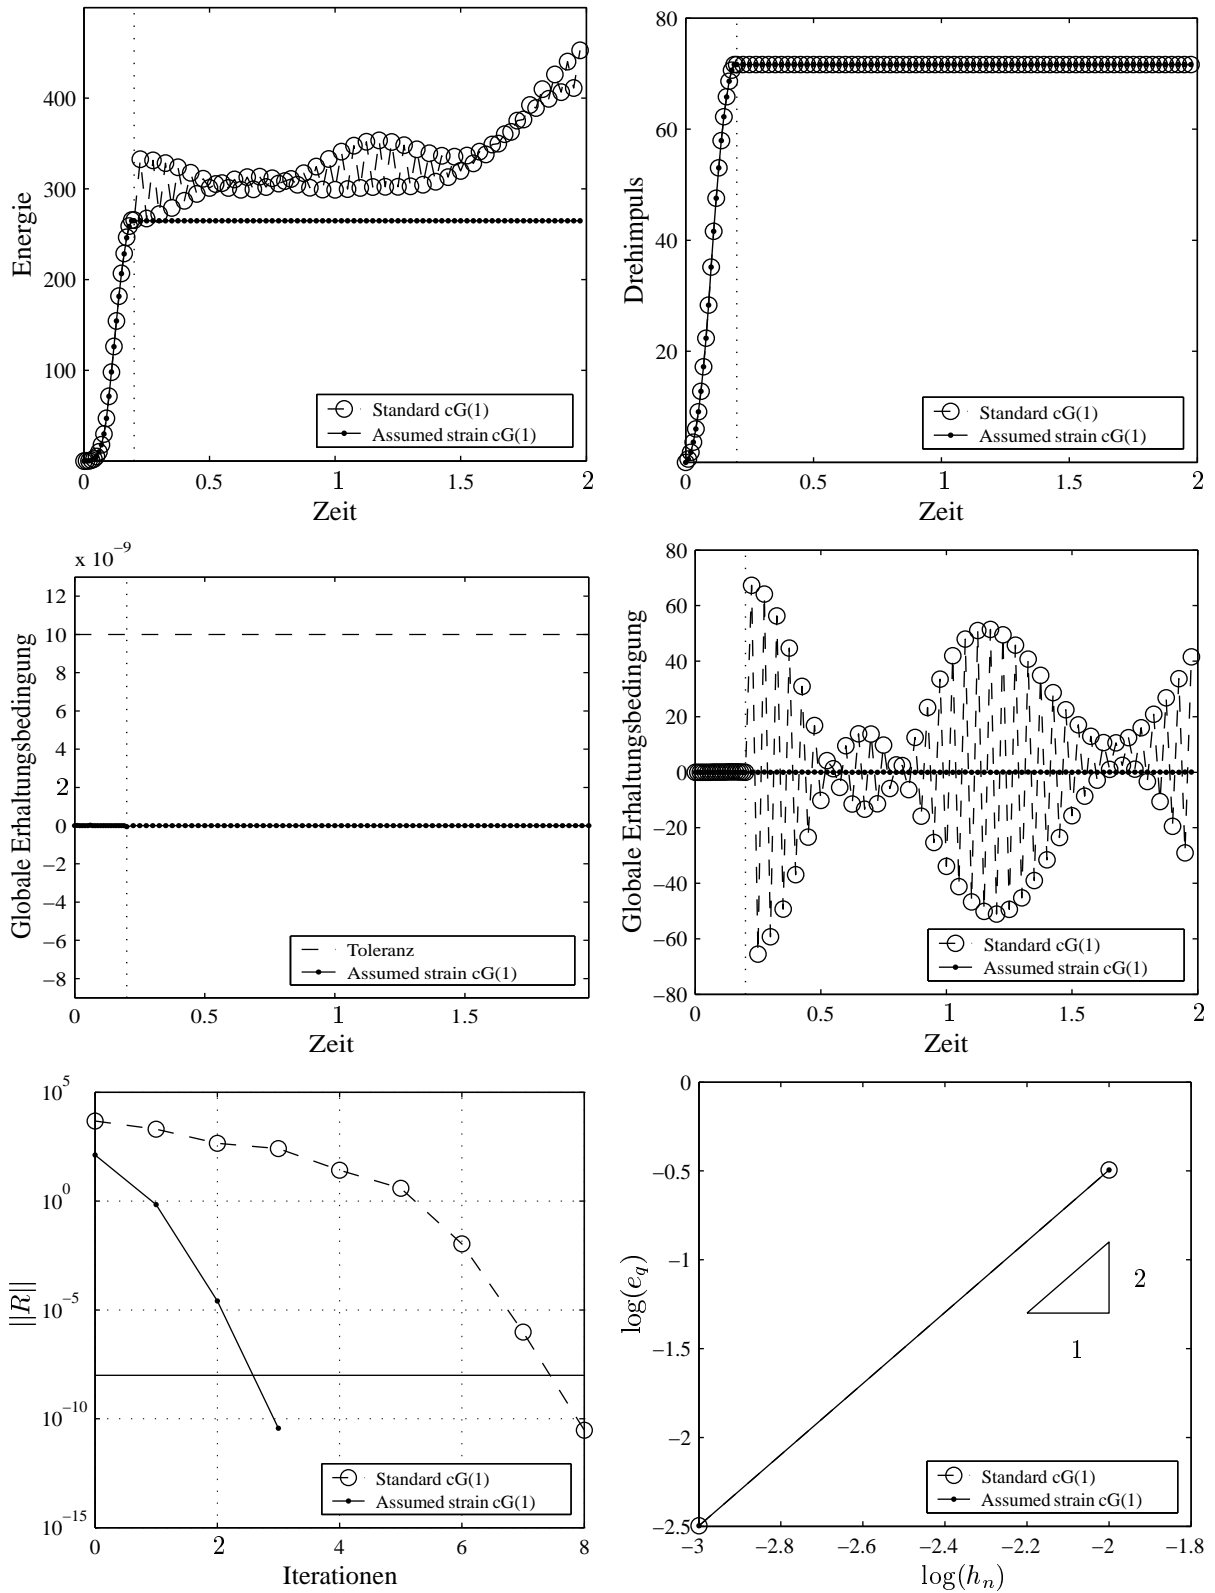 400
300
200
100
0
0.5
1
1.5
2
Energie
Zeit
Standard cG(1)
Assumed strain cG(1)
80
60
40
20
0
0.5
1
1.5
2
Drehimpuls
Zeit
Standard cG(1)
Assumed strain cG(1)
x 10^−9
12
10
8
6
4
2
0
−2
−4
−6
−8
0
0.5
1
1.5
Globale Erhaltungsbedingung
Zeit
Toleranz
Assumed strain cG(1)
80
60
40
20
0
−20
−40
−60
−80
0
0.5
1
1.5
2
Globale Erhaltungsbedingung
Zeit
Standard cG(1)
Assumed strain cG(1)
10^5
10^0
10^−5
10^−10
10^−15
0
2
4
6
8
||R||
Iterationen
Standard cG(1)
Assumed strain cG(1)
0
−0.5
−1
−1.5
−2
−2.5
−3
−2.8
−2.6
−2.4
−2.2
−2
−1.8
log(e_q)
log(h_n)
2
1
Standard cG(1)
Assumed strain cG(1)